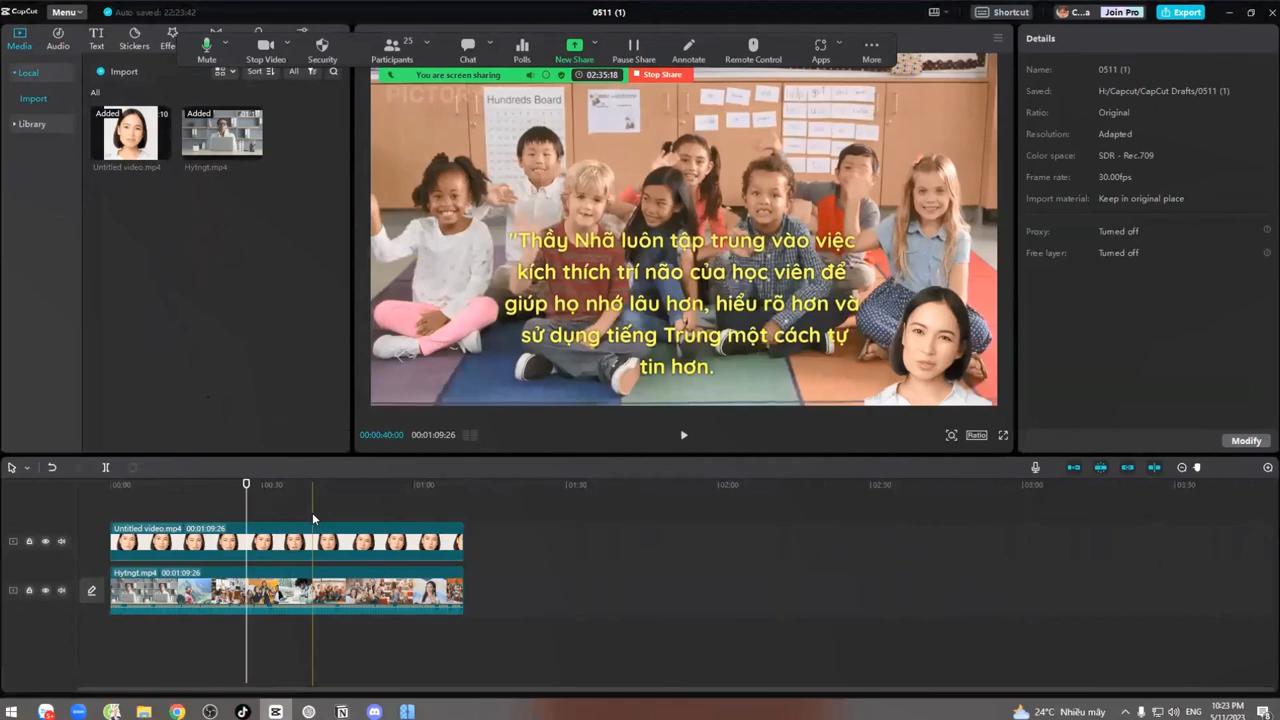 CapCut
Menu
Auto saved: 22:23:42
0511 (1)
Shortcut
C...a
Join Pro
Export
Media
Audio
Text
Stickers
Effe
Mute
Stop Video
Security
Participants
25
Chat
Polls
New Share
Pause Share
Annotate
Remote Control
Apps
More
You are screen sharing
02:35:18
Stop Share
Local
Import
Library
Import
Sort
All
All
Added
Untitled video.mp4
Added
Hytngt.mp4
Hundreds Board
"Thầy Nhã luôn tập trung vào việc
kích thích trí não của học viên để
giúp họ nhớ lâu hơn, hiểu rõ hơn và
sử dụng tiếng Trung một cách tự
tin hơn.
00:00:40:00
00:01:09:26
Ratio
Details
Name:
0511 (1)
Saved:
H:/Capcut/CapCut Drafts/0511 (1)
Ratio:
Original
Resolution:
Adapted
Color space:
SDR - Rec.709
Frame rate:
30.00fps
Import material:
Keep in original place
Proxy:
Turned off
Free layer:
Turned off
Modify
00:00
00:30
01:00
01:30
02:00
02:30
03:00
03:30
Untitled video.mp4 00:01:09:26
Hytngt.mp4 00:01:09:26
24°C Nhiều mây
ENG
10:23 PM
5/11/2023